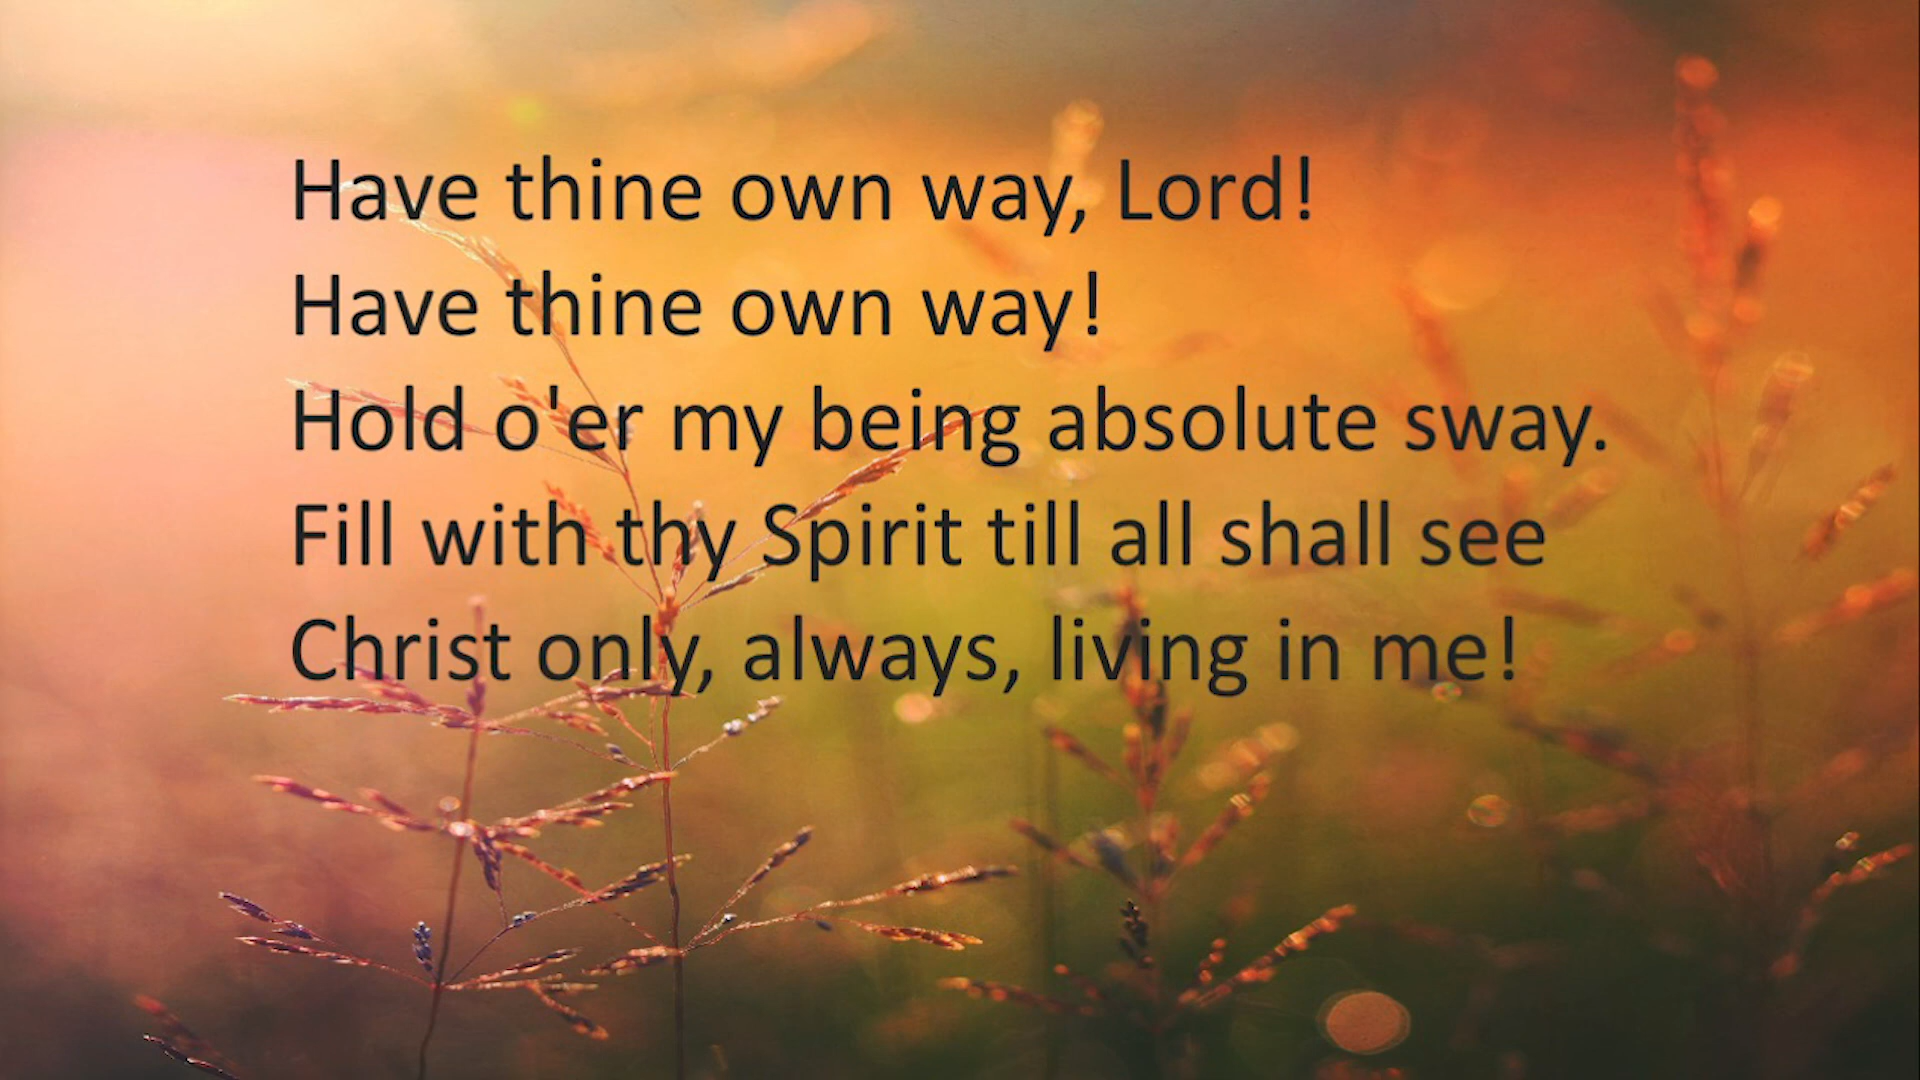 Have thine own way, Lord!
Have thine own way!
Hold o'er my being absolute sway.
Fill with thy Spirit till all shall see
Christ only, always, living in me!